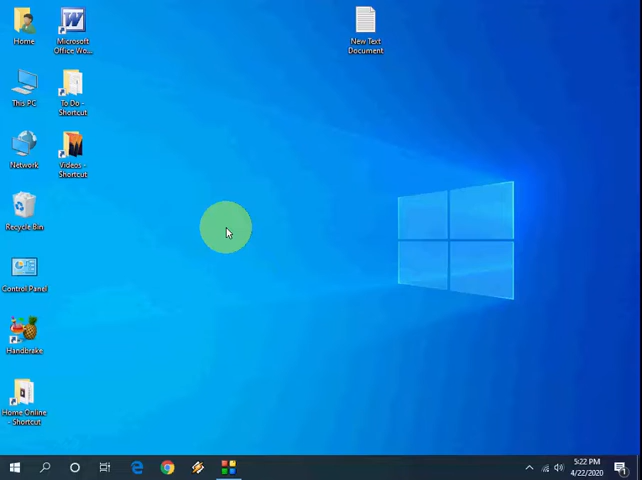 Home
Microsoft
Office Wo...
New Text
Document
This PC
To Do -
Shortcut
Network
Videos -
Shortcut
Recycle Bin
Control Panel
Handbrake
Home Online
- Shortcut
5:22 PM
4/22/2020
1